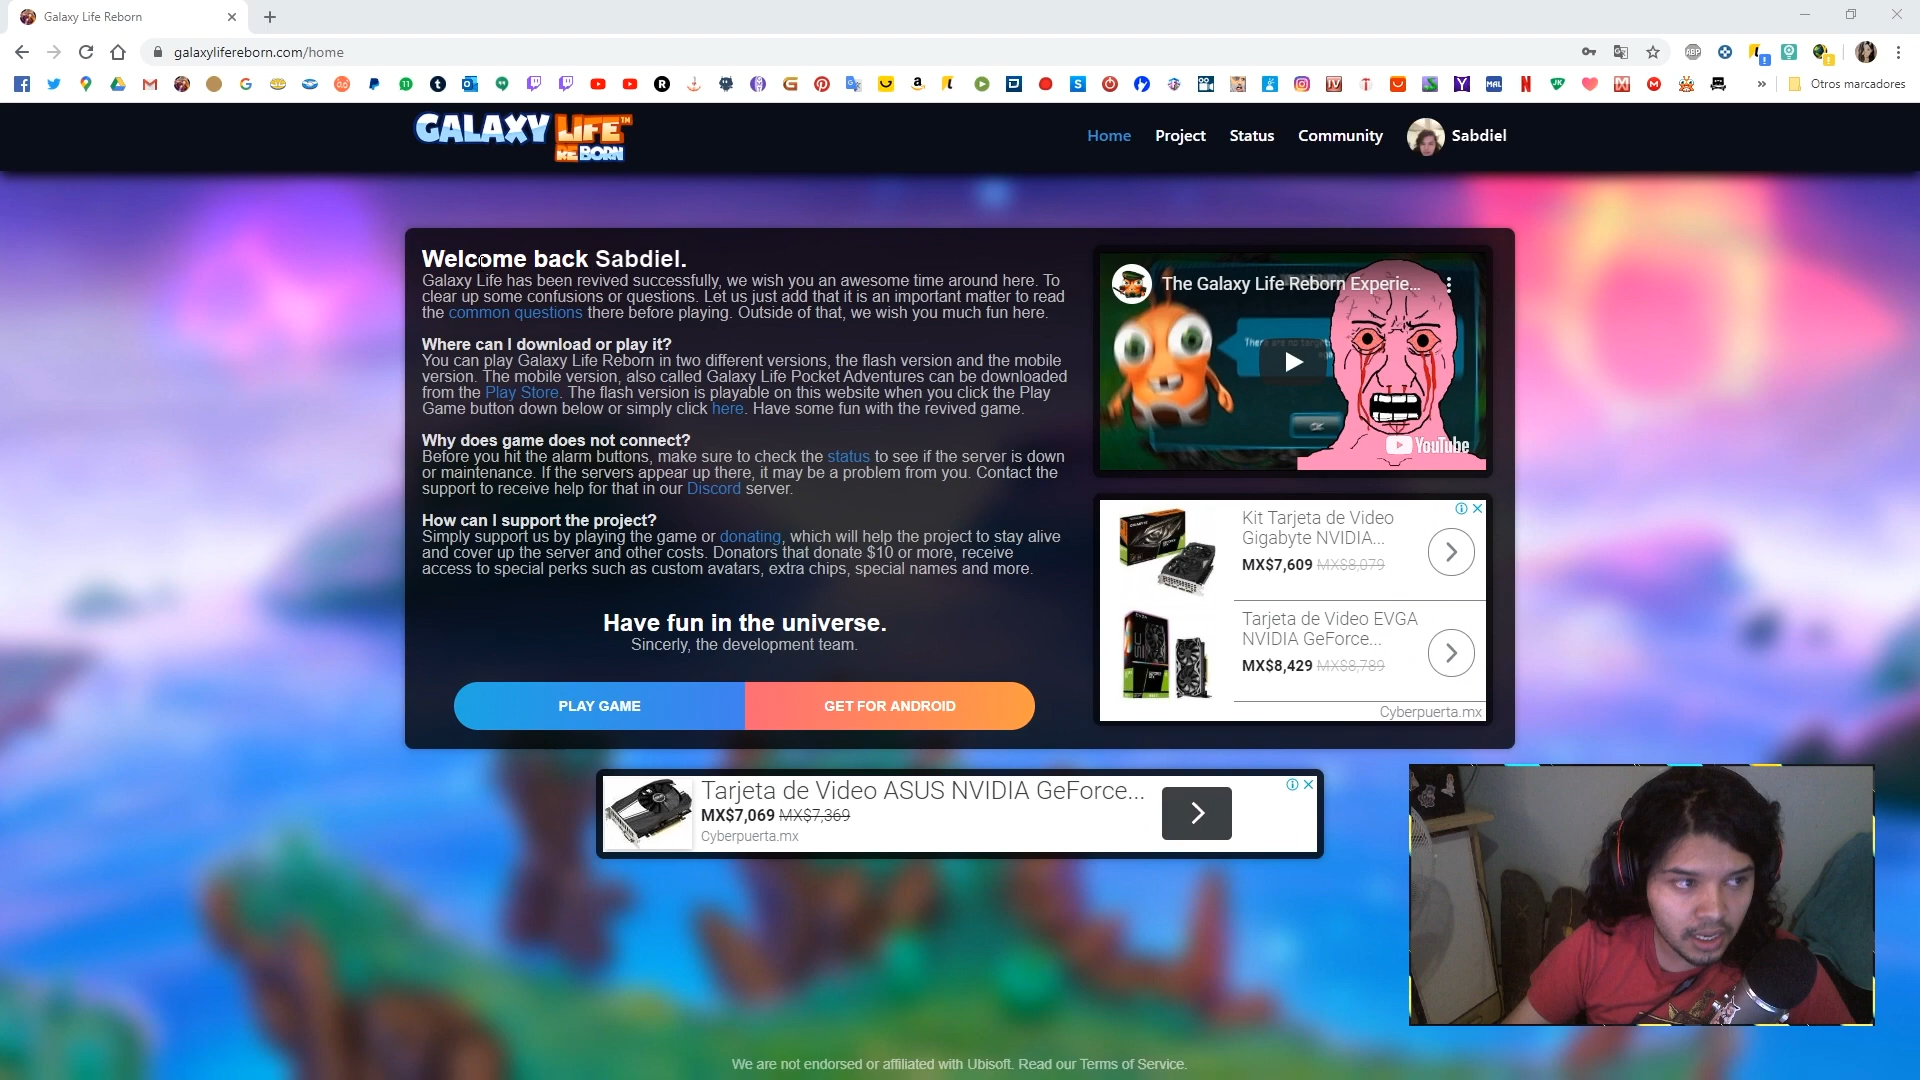 Galaxy Life Reborn
galaxylifereborn.com/home
Otros marcadores
GALAXY LIFE™
REBORN
Home Project Status Community Sabdiel
Welcome back Sabdiel.
Galaxy Life has been revived successfully, we wish you an awesome time around here. To
clear up some confusions or questions. Let us just add that it is an important matter to read
the common questions there before playing. Outside of that, we wish you much fun here.
Where can I download or play it?
You can play Galaxy Life Reborn in two different versions, the flash version and the mobile
version. The mobile version, also called Galaxy Life Pocket Adventures can be downloaded
from the Play Store. The flash version is playable on this website when you click the Play
Game button down below or simply click here. Have some fun with the revived game.
Why does game does not connect?
Before you hit the alarm buttons, make sure to check the status to see if the server is down
or maintenance. If the servers appear up there, it may be a problem from you. Contact the
support to receive help for that in our Discord server.
How can I support the project?
Simply support us by playing the game or donating, which will help the project to stay alive
and cover up the server and other costs. Donators that donate $10 or more, receive
access to special perks such as custom avatars, extra chips, special names and more.
Have fun in the universe.
Sincerly, the development team.
PLAY GAME GET FOR ANDROID
The Galaxy Life Reborn Experie...
There are no targe
YouTube
Kit Tarjeta de Video
Gigabyte NVIDIA...
MX$7,609 MX$8,079
Tarjeta de Video EVGA
NVIDIA GeForce...
MX$8,429 MX$8,789
Cyberpuerta.mx
Tarjeta de Video ASUS NVIDIA GeForce...
MX$7,069 MX$7,369
Cyberpuerta.mx
We are not endorsed or affiliated with Ubisoft. Read our Terms of Service.